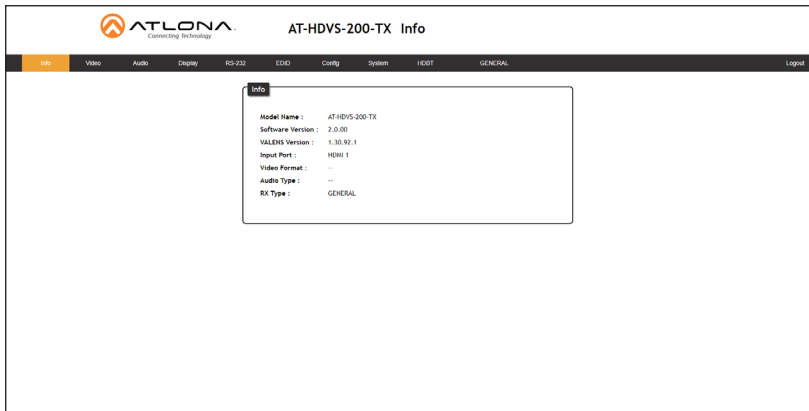 ATLONA.
Connecting Technology
AT-HDVS-200-TX Info
Info Video Audio Display RS-232 EDID Config System HDBT GENERAL Logout
Info
Model Name : AT-HDVS-200-TX
Software Version : 2.0.00
VALENS Version : 1.30.92.1
Input Port : HDMI 1
Video Format : --
Audio Type : --
RX Type : GENERAL